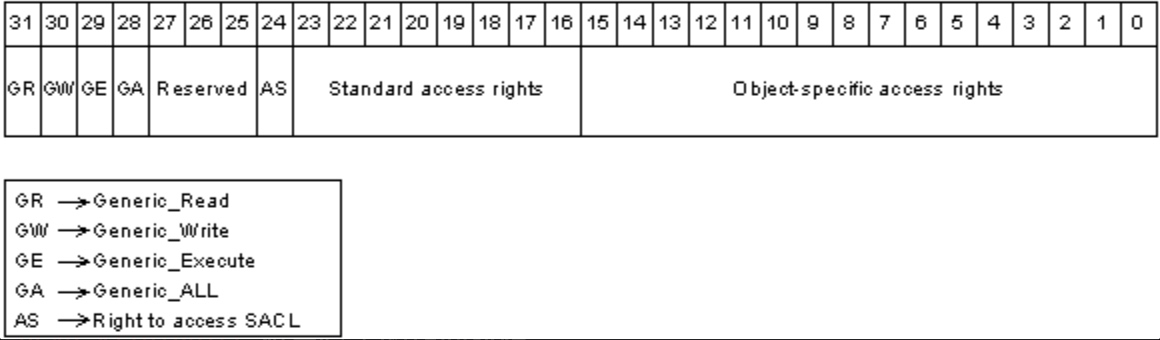 31 30 29 28 27 26 25 24 23 22 21 20 19 18 17 16 15 14 13 12 11 10 9 8 7 6 5 4 3 2 1 0
GR GW GE GA Reserved AS Standard access rights Object-specific access rights
GR → Generic_Read
GW → Generic_Write
GE → Generic_Execute
GA → Generic_ALL
AS → Right to access SACL